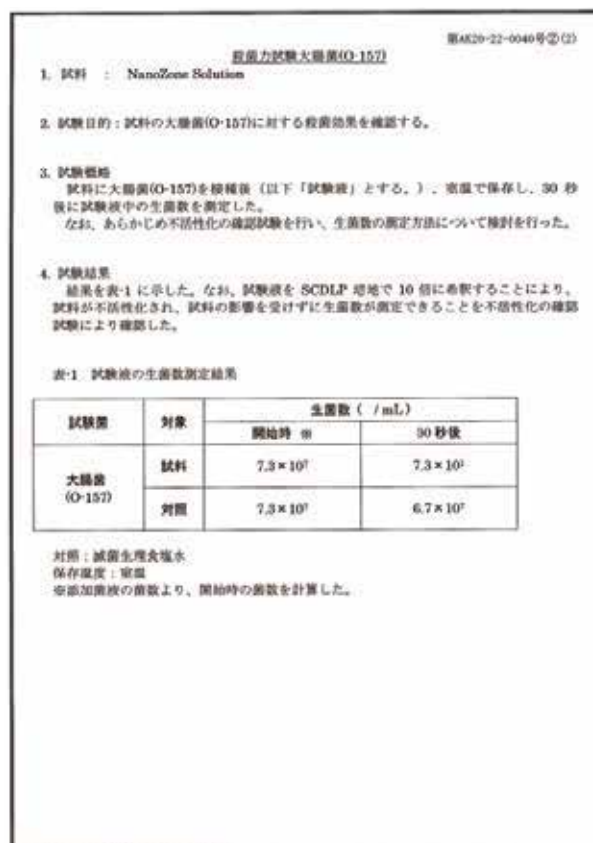 第AK20-22-0040号②(2)
殺菌力試験大腸菌(O-157)
1. 試料 : NanoZone Solution
2. 試験目的:試料の大腸菌(O-157)に対する殺菌効果を確認する。
3. 試験概略
試料に大腸菌(O-157)を接種後(以下「試験液」とする。)、室温で保存し、30 秒
後に試験液中の生菌数を測定した。
なお、あらかじめ不活性化の確認試験を行い、生菌数の測定方法について検討を行った。
4. 試験結果
結果を表-1 に示した。なお、試験液を SCDLP 培地で 10 倍に希釈することにより、
試料が不活性化され、試料の影響を受けずに生菌数が測定できることを不活性化の確認
試験により確認した。
表-1 試験液の生菌数測定結果
試験菌 対象 生菌数( /mL)
開始時 ※ 30 秒後
大腸菌
(O-157)
試料 7.3×10⁷
対照 7.3×10⁷ 6.7×10⁷
対照:滅菌生理食塩水
保存温度:室温
※添加菌液の菌数より、開始時の菌数を計算した。